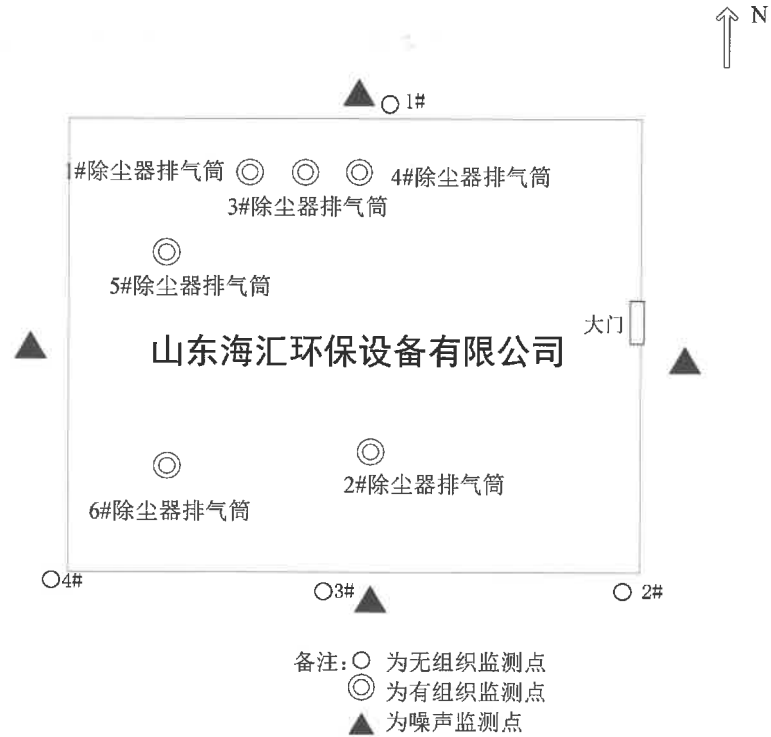 N
1#
1#除尘器排气筒
4#除尘器排气筒
3#除尘器排气筒
5#除尘器排气筒
大门
山东海汇环保设备有限公司
2#除尘器排气筒
6#除尘器排气筒
4#
3#
2#
备注:○ 为无组织监测点
◎ 为有组织监测点
▲ 为噪声监测点